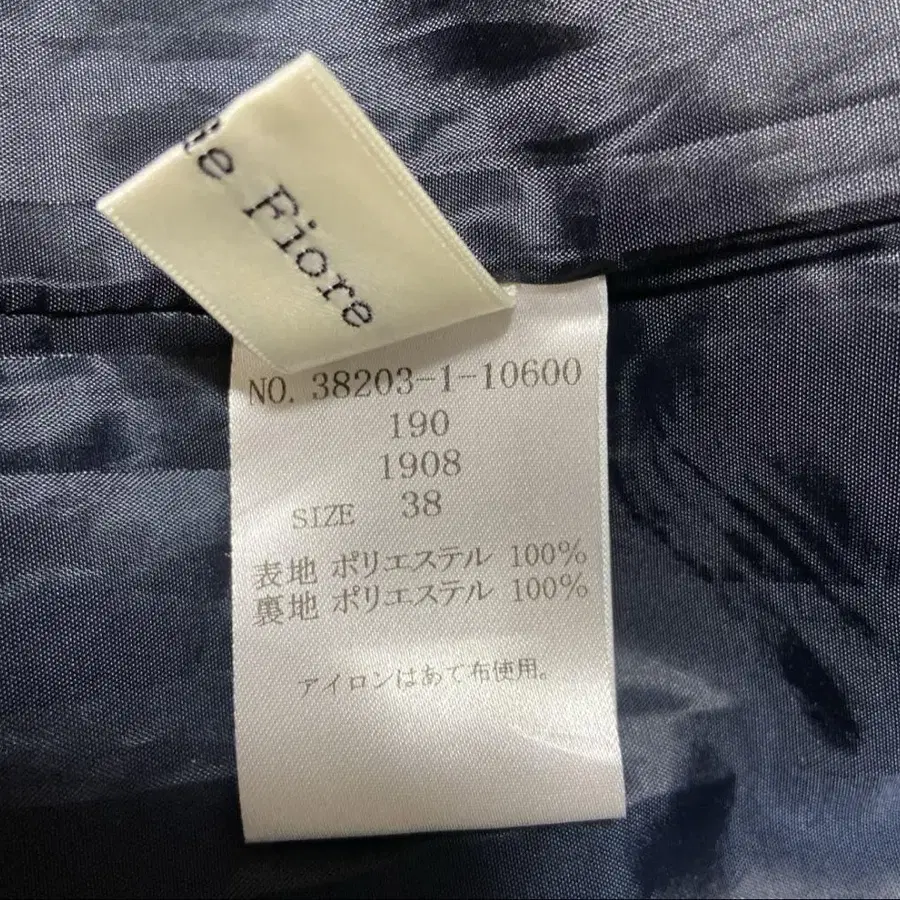 Fiore
NO. 38203-1-10600
190
1908
SIZE 38
表地 ポリエステル 100%
裏地 ポリエステル 100%
アイロンはあて布使用。